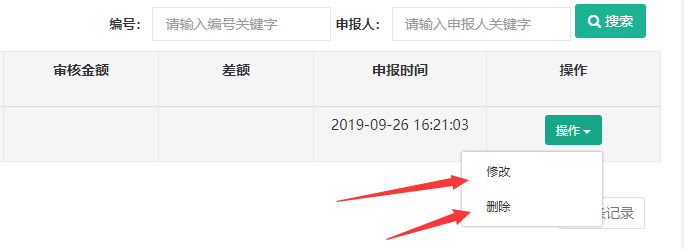 编号： 请输入编号关键字 申报人： 请输入申报人关键字 搜索
审核金额 差额 申报时间 操作
2019-09-26 16:21:03 操作
修改
删除
条记录